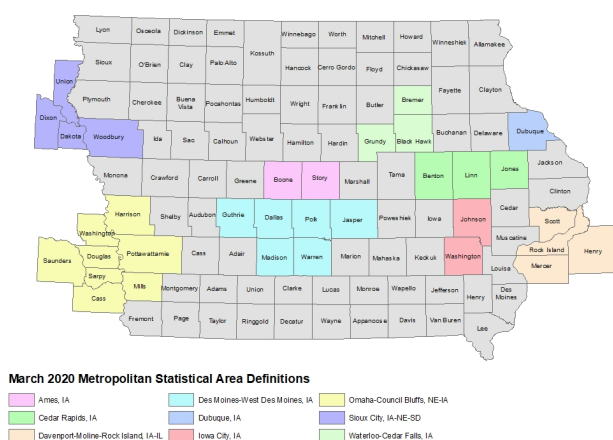 Lyon Osceola Dickinson Emmet Winnebago Worth Mitchell Howard Winneshiek Allamakee
Kossuth
Sioux O'Brien Clay Palo Alto Hancock Cerro Gordo Floyd Chickasaw
Union
Fayette Clayton
Plymouth Cherokee Buena Vista Pocahontas Humboldt Wright Franklin Butler Bremer
Dixon Dakota Woodbury Ida Sac Calhoun Webster Hamilton Hardin Grundy Black Hawk Buchanan Delaware Dubuque
Jackson
Monona Crawford Carroll Greene Boone Story Marshall Tama Benton Linn Jones
Clinton
Harrison Shelby Audubon Guthrie Dallas Polk Jasper Poweshiek Iowa Johnson Cedar Scott
Washington Muscatine
Saunders Douglas Pottawattamie Cass Adair Madison Warren Marion Mahaska Keokuk Washington Rock Island Henry
Sarpy Louisa Mercer
Cass Mills Montgomery Adams Union Clarke Lucas Monroe Wapello Jefferson Henry Des Moines
Fremont Page Taylor Ringgold Decatur Wayne Appanoose Davis Van Buren Lee
March 2020 Metropolitan Statistical Area Definitions
Ames, IA Des Moines-West Des Moines, IA Omaha-Council Bluffs, NE-IA
Cedar Rapids, IA Dubuque, IA Sioux City, IA-NE-SD
Davenport-Moline-Rock Island, IA-IL Iowa City, IA Waterloo-Cedar Falls, IA